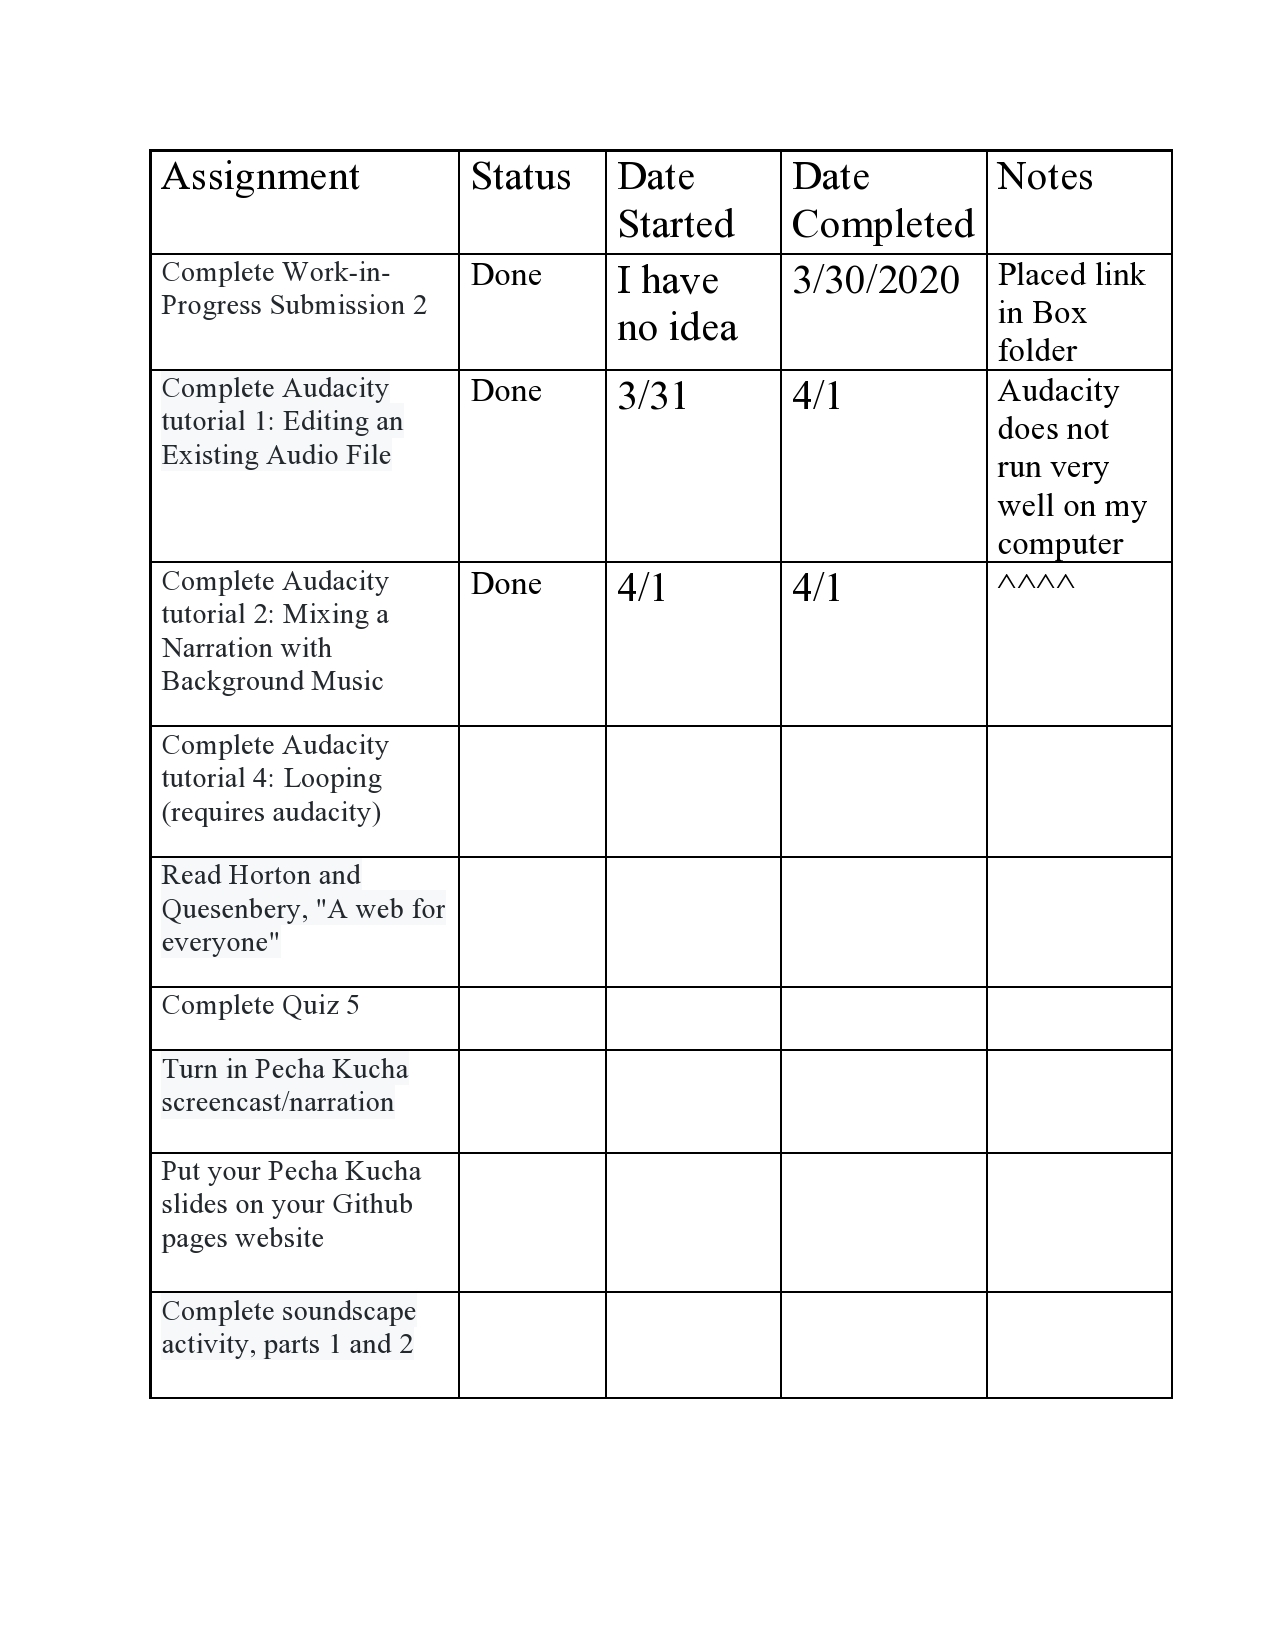 Assignment Status Date Started Date Completed Notes
Complete Work-in-
Progress Submission 2
Done
I have
no idea
3/30/2020
Placed link
in Box
folder
Complete Audacity
tutorial 1: Editing an
Existing Audio File
Done
3/31
4/1
Audacity
does not
run very
well on my
computer
Complete Audacity
tutorial 2: Mixing a
Narration with
Background Music
Done
4/1
4/1
^^^^
Complete Audacity
tutorial 4: Looping
(requires audacity)
Read Horton and
Quesenbery, "A web for
everyone"
Complete Quiz 5
Turn in Pecha Kucha
screencast/narration
Put your Pecha Kucha
slides on your Github
pages website
Complete soundscape
activity, parts 1 and 2